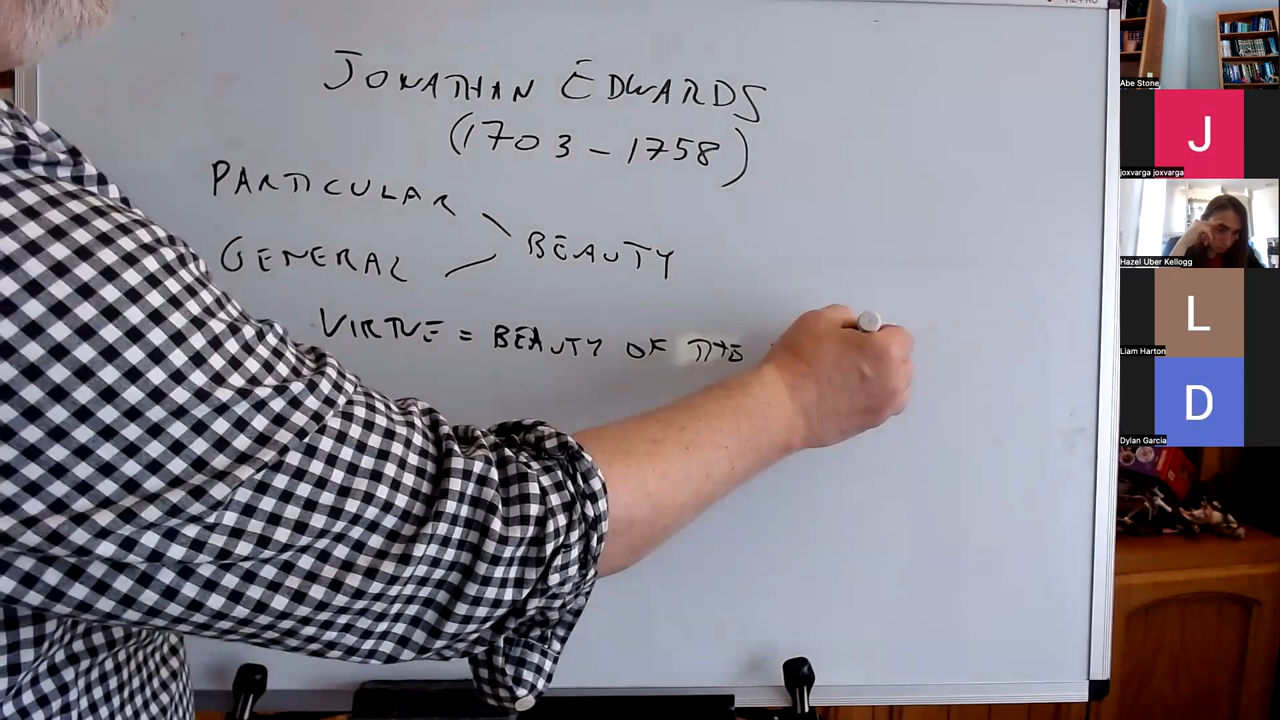 JONATHAN EDWARDS
(1703 – 1758)
PARTICULAR
GENERAL
BEAUTY
VIRTUE = BEAUTY OF THE
Abe Stone
J
joxvarga joxvarga
Hazel Uber Kellogg
L
Liam Harton
D
Dylan Garcia